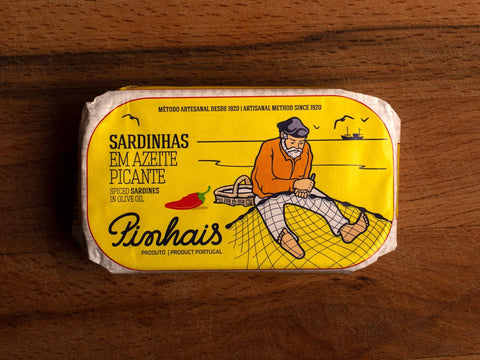 MÉTODO ARTESANAL DESDE 1920 | ARTISANAL METHOD SINCE 1920
SARDINHAS
EM AZEITE
PICANTE
SPICED SARDINES
IN OLIVE OIL
Pinhais
PRODUTO | PRODUCT PORTUGAL